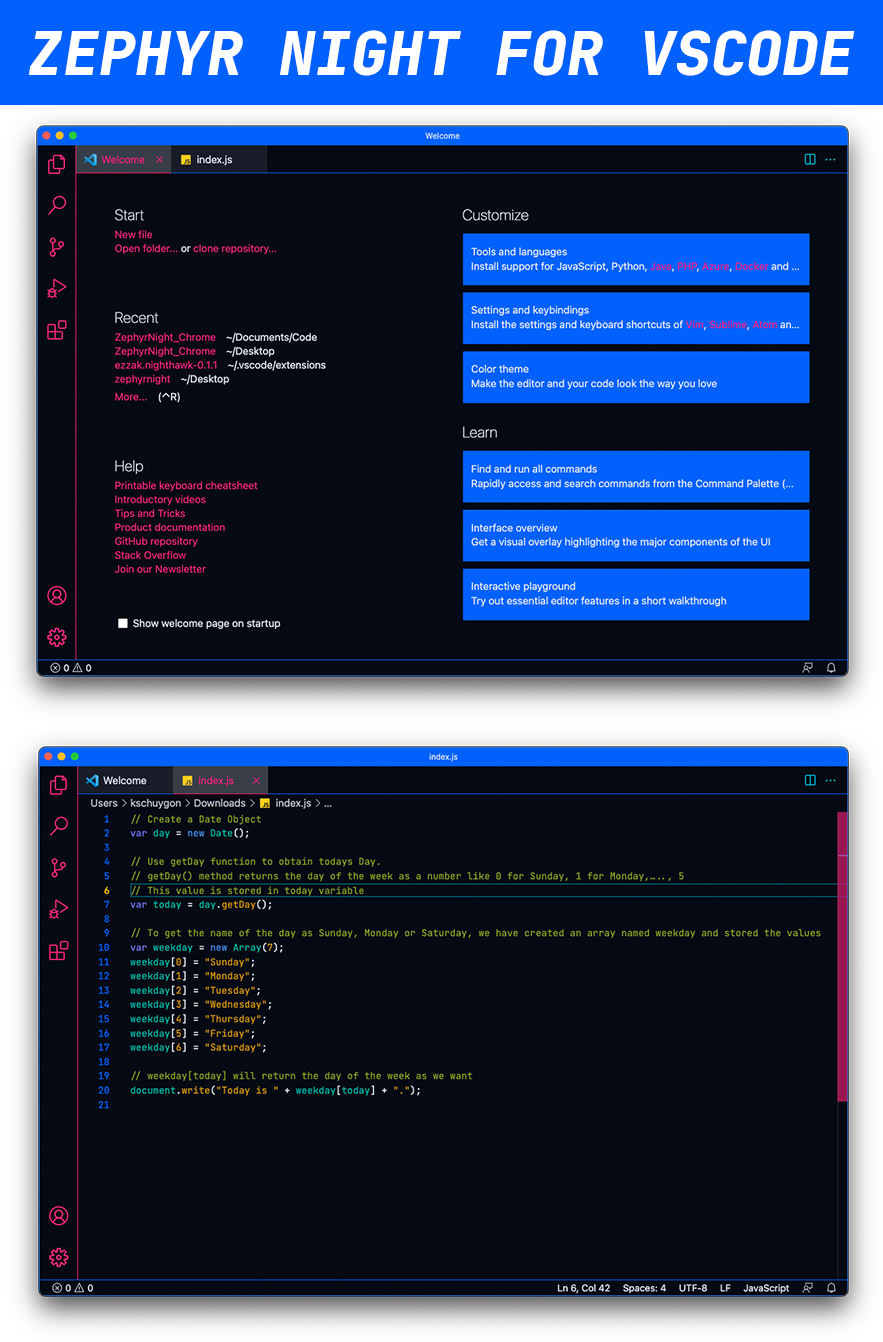 ZEPHYR NIGHT FOR VSCODE
Welcome
Welcome
index.js
Start
New file
Open folder... or clone repository...
Recent
ZephyrNight_Chrome ~/Documents/Code
ZephyrNight_Chrome ~/Desktop
ezzak.nighthawk-0.1.1 ~/.vscode/extensions
zephyrnight ~/Desktop
More... (^R)
Help
Printable keyboard cheatsheet
Introductory videos
Tips and Tricks
Product documentation
GitHub repository
Stack Overflow
Join our Newsletter
Show welcome page on startup
Customize
Tools and languages
Install support for JavaScript, Python, Java, PHP, Azure, Docker and ...
Settings and keybindings
Install the settings and keyboard shortcuts of Vim, Sublime, Atom an...
Color theme
Make the editor and your code look the way you love
Learn
Find and run all commands
Rapidly access and search commands from the Command Palette (...
Interface overview
Get a visual overlay highlighting the major components of the UI
Interactive playground
Try out essential editor features in a short walkthrough
0 0
index.js
Welcome
JS index.js
Users > kschuygon > Downloads > JS index.js > ...
1 // Create a Date Object
2 var day = new Date();
3
4 // Use getDay function to obtain todays Day.
5 // getDay() method returns the day of the week as a number like 0 for Sunday, 1 for Monday,….., 5
6 // This value is stored in today variable
7 var today = day.getDay();
8
9 // To get the name of the day as Sunday, Monday or Saturday, we have created an array named weekday and stored the values
10 var weekday = new Array(7);
11 weekday[0] = "Sunday";
12 weekday[1] = "Monday";
13 weekday[2] = "Tuesday";
14 weekday[3] = "Wednesday";
15 weekday[4] = "Thursday";
16 weekday[5] = "Friday";
17 weekday[6] = "Saturday";
18
19 // weekday[today] will return the day of the week as we want
20 document.write("Today is " + weekday[today] + ".");
21
0 0
Ln 6, Col 42 Spaces: 4 UTF-8 LF JavaScript